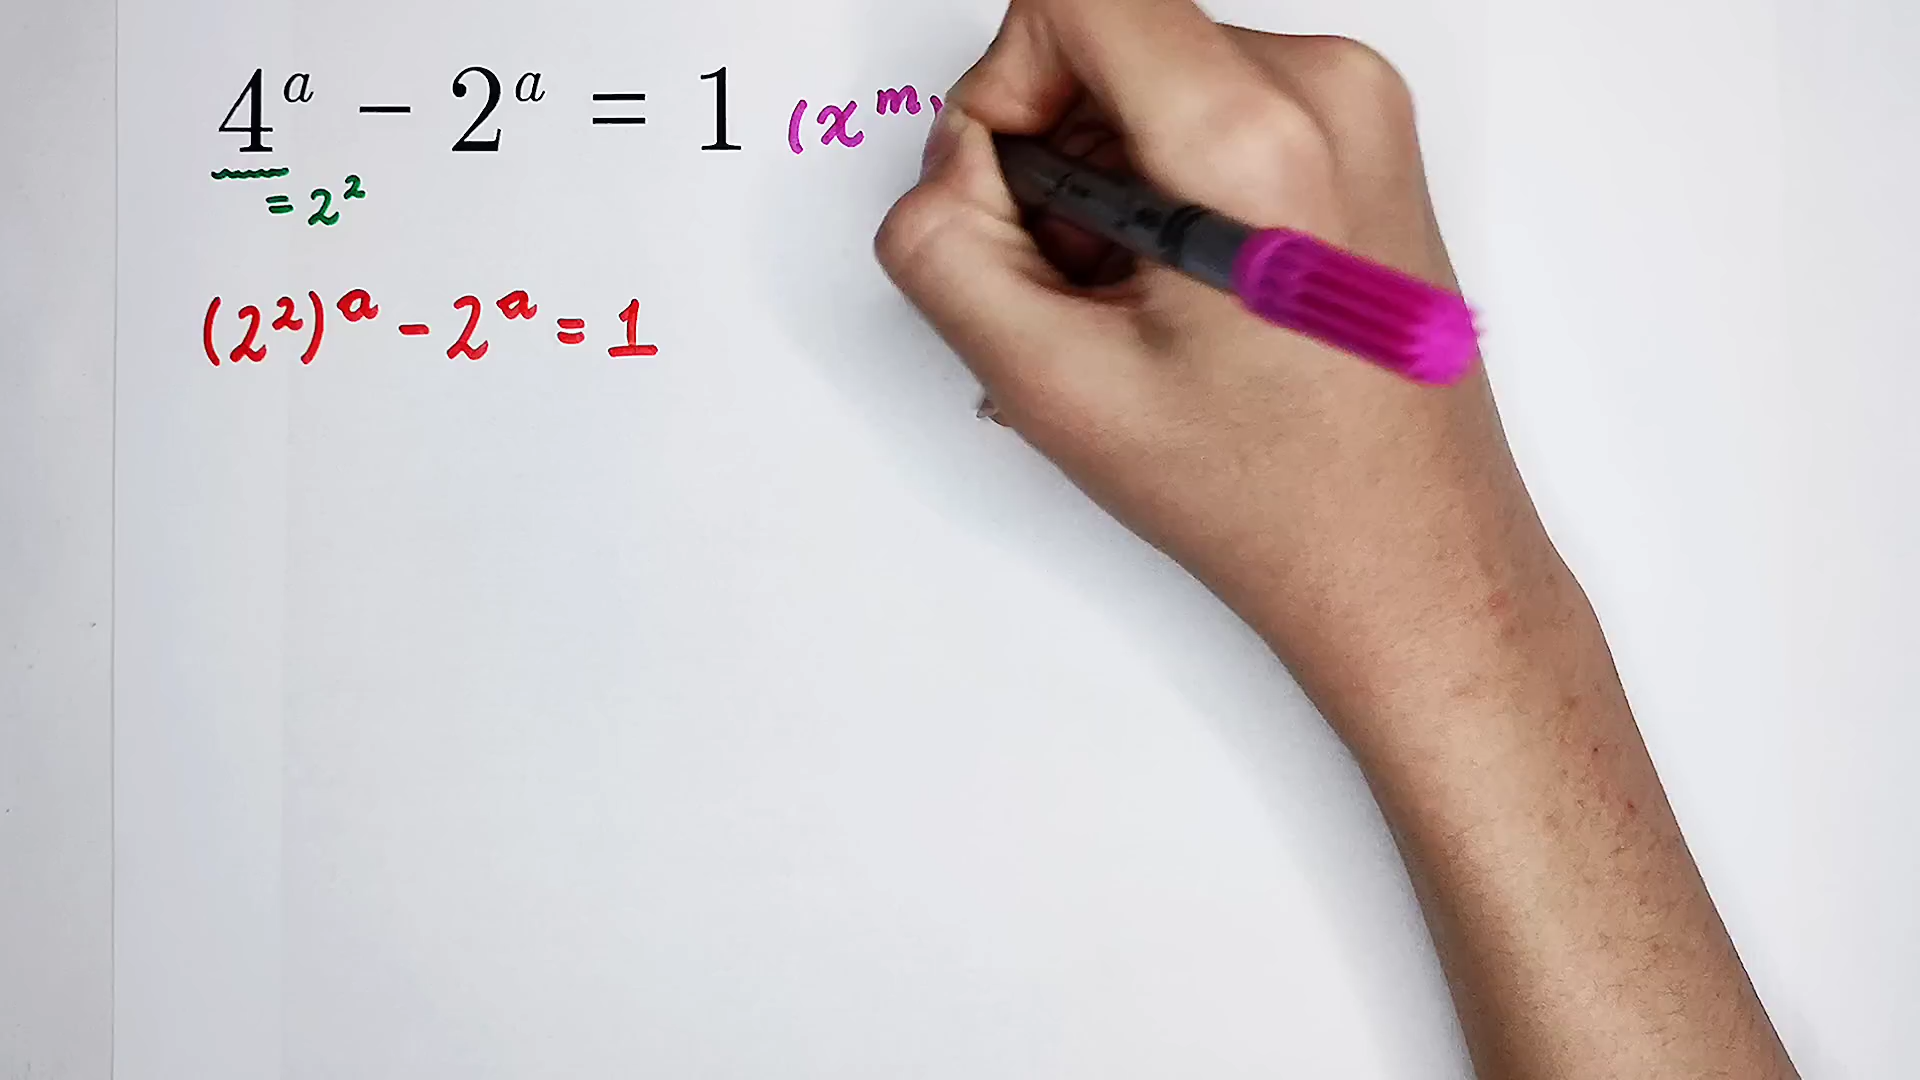 4^a − 2^a = 1 (x^m)
= 2^2
(2^2)^a − 2^a = 1